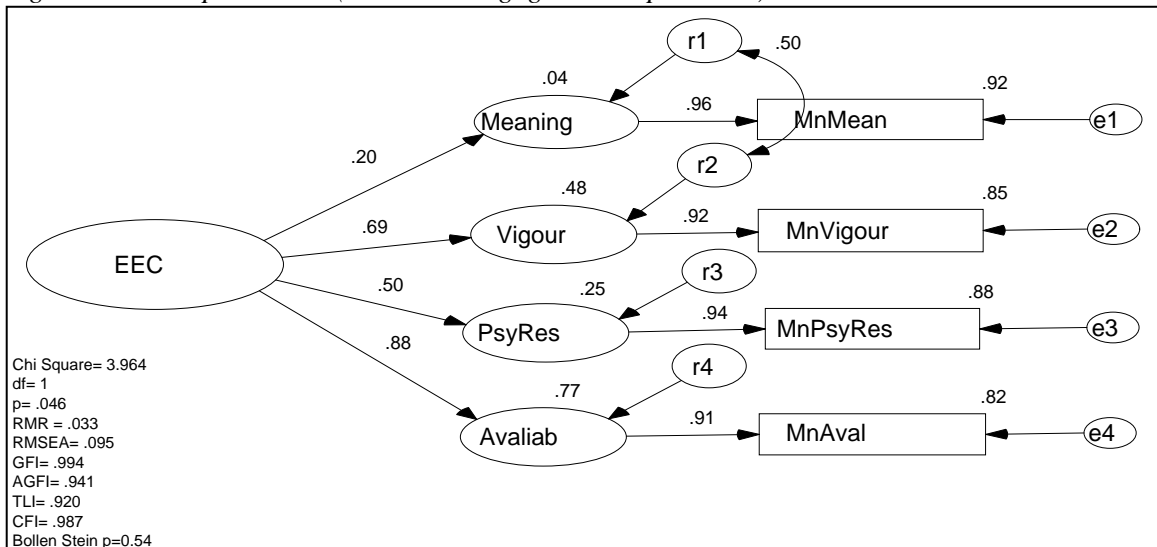 r1
.50
.04
.92
Meaning
.96
MnMean
e1
.20
r2
.48
.85
.69
Vigour
.92
MnVigour
e2
EEC
r3
.50
.25
.88
PsyRes
.94
MnPsyRes
e3
.88
r4
.77
.82
Avaliab
.91
MnAval
e4
Chi Square= 3.964
df= 1
p= .046
RMR = .033
RMSEA= .095
GFI= .994
AGFI= .941
TLI= .920
CFI= .987
Bollen Stein p=0.54